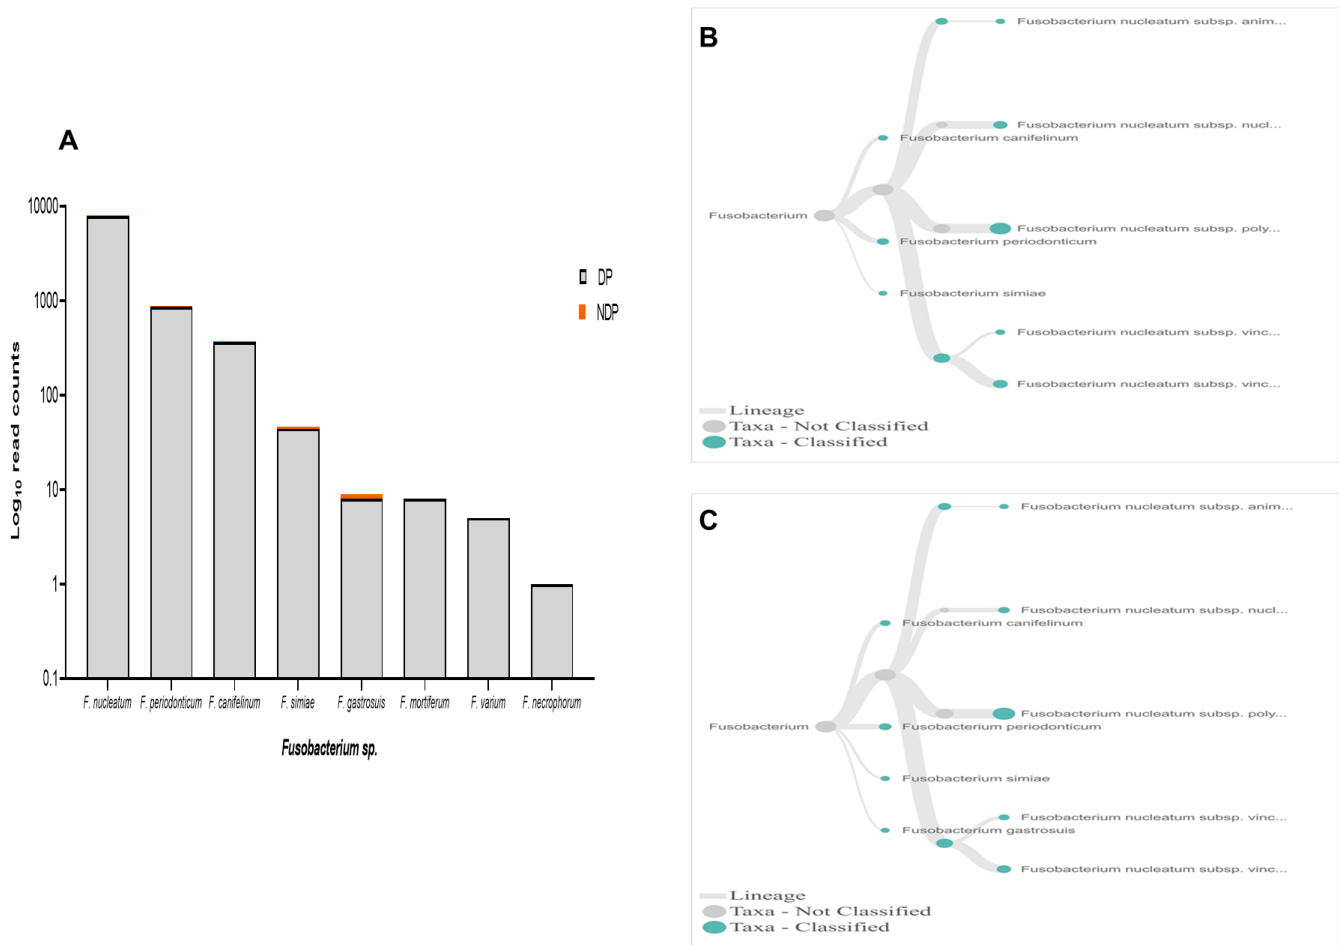 A
10000
1000
100
10
1
0.1
Log₁₀ read counts
DP
NDP
F. nucleatum
F. periodonticum
F. canifelinum
F. simiae
F. gastrosuis
F. mortiferum
F. varium
F. necrophorum
Fusobacterium sp.
B
Fusobacterium nucleatum subsp. anim...
Fusobacterium nucleatum subsp. nucl...
Fusobacterium canifelinum
Fusobacterium
Fusobacterium nucleatum subsp. poly...
Fusobacterium periodonticum
Fusobacterium simiae
Fusobacterium nucleatum subsp. vinc...
Fusobacterium nucleatum subsp. vinc...
Lineage
Taxa - Not Classified
Taxa - Classified
C
Fusobacterium nucleatum subsp. anim...
Fusobacterium nucleatum subsp. nucl...
Fusobacterium canifelinum
Fusobacterium nucleatum subsp. poly...
Fusobacterium
Fusobacterium periodonticum
Fusobacterium simiae
Fusobacterium nucleatum subsp. vinc...
Fusobacterium gastrosuis
Fusobacterium nucleatum subsp. vinc...
Lineage
Taxa - Not Classified
Taxa - Classified